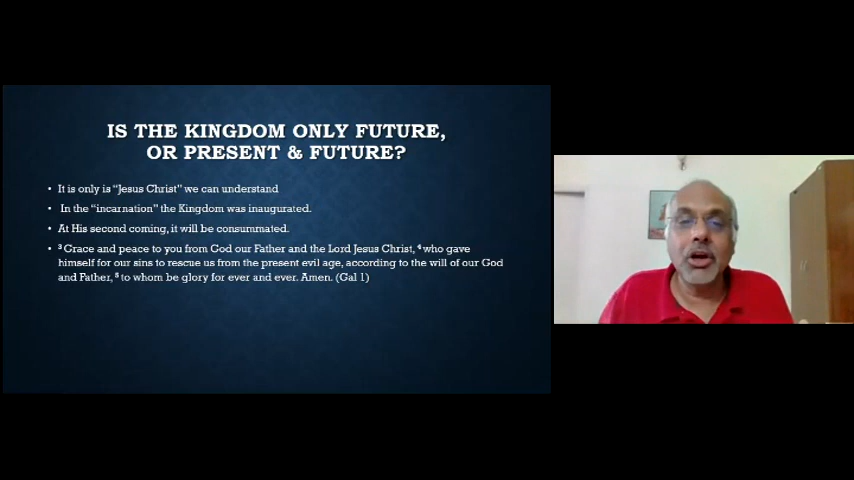 IS THE KINGDOM ONLY FUTURE,
OR PRESENT & FUTURE?
• It is only is “Jesus Christ” we can understand
• In the “incarnation” the Kingdom was inaugurated.
• At His second coming, it will be consummated.
• ³ Grace and peace to you from God our Father and the Lord Jesus Christ, ⁴ who gave
himself for our sins to rescue us from the present evil age, according to the will of our God
and Father, ⁵ to whom be glory for ever and ever. Amen. (Gal 1)